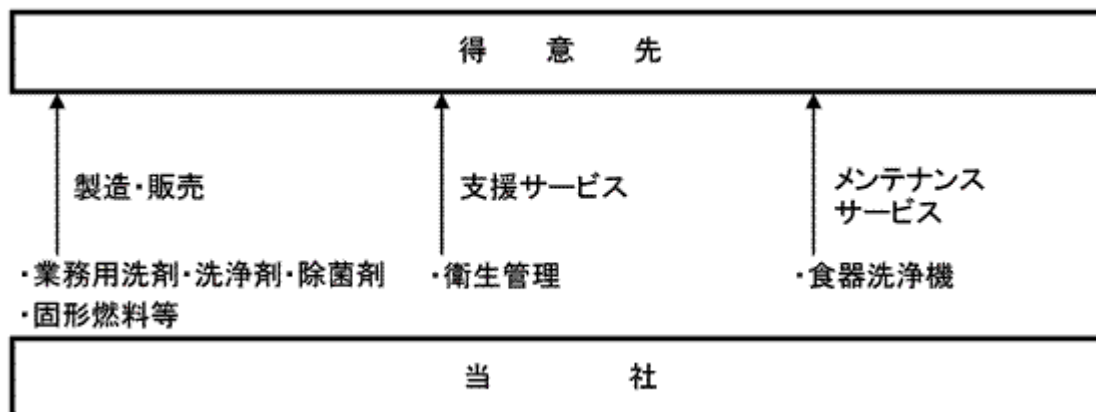 得意先
製造・販売
支援サービス
メンテナンス
サービス
・業務用洗剤・洗浄剤・除菌剤
・固形燃料等
・衛生管理
・食器洗浄機
当社